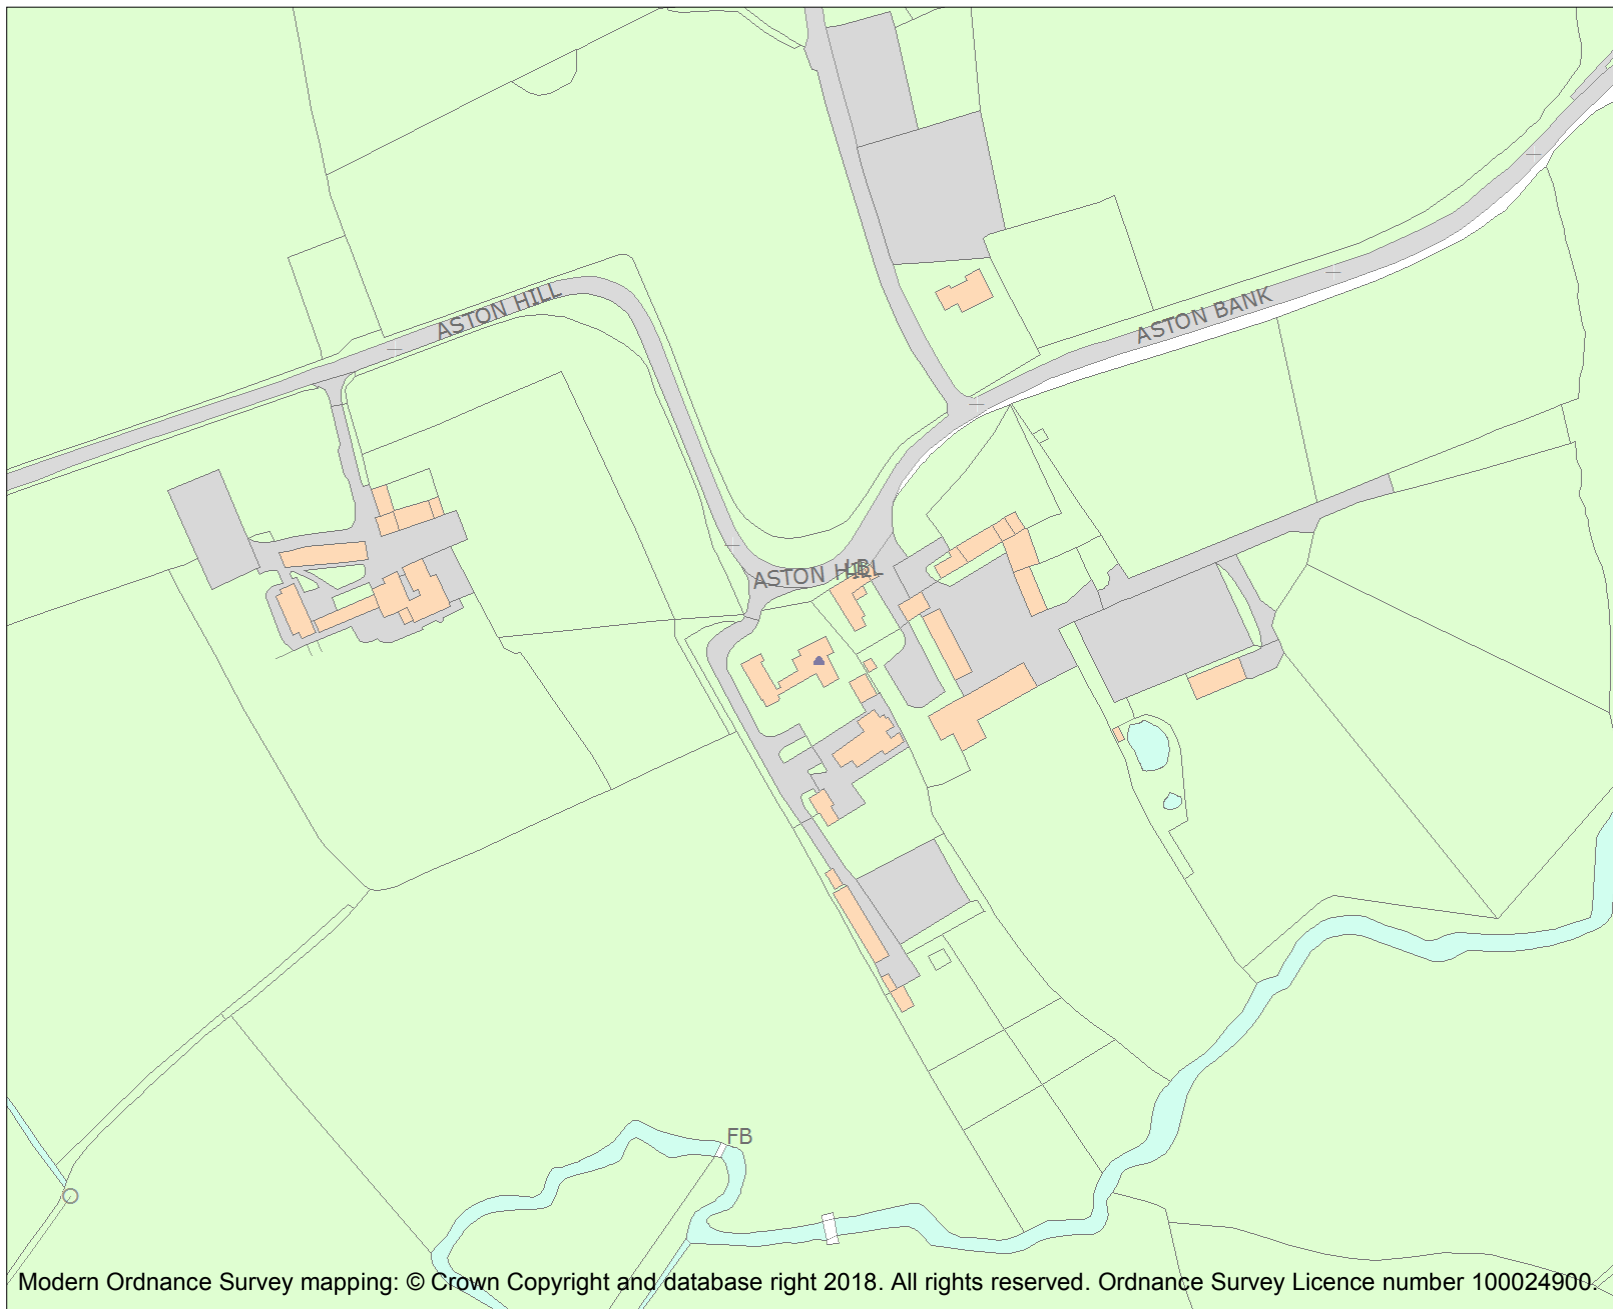 ASTON HILL
ASTON BANK
LB
ASTON HILL
FB
Modern Ordnance Survey mapping: © Crown Copyright and database right 2018. All rights reserved. Ordnance Survey Licence number 100024900.